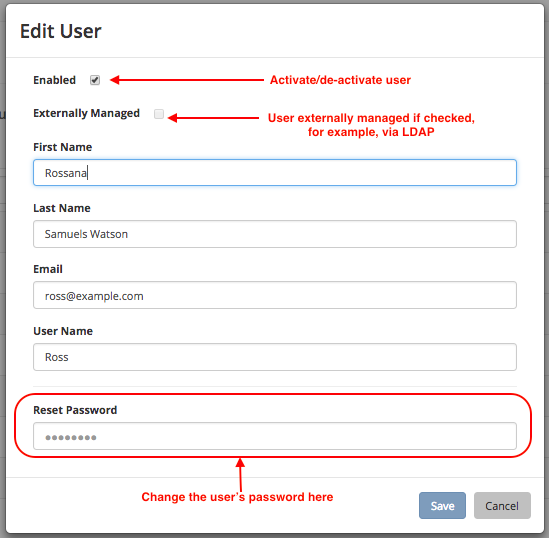 Edit User
Enabled
Activate/de-activate user
Externally Managed
User externally managed if checked,
for example, via LDAP
First Name
Rossana
Last Name
Samuels Watson
Email
ross@example.com
User Name
Ross
Reset Password
●●●●●●●●
Change the user's password here
Save
Cancel